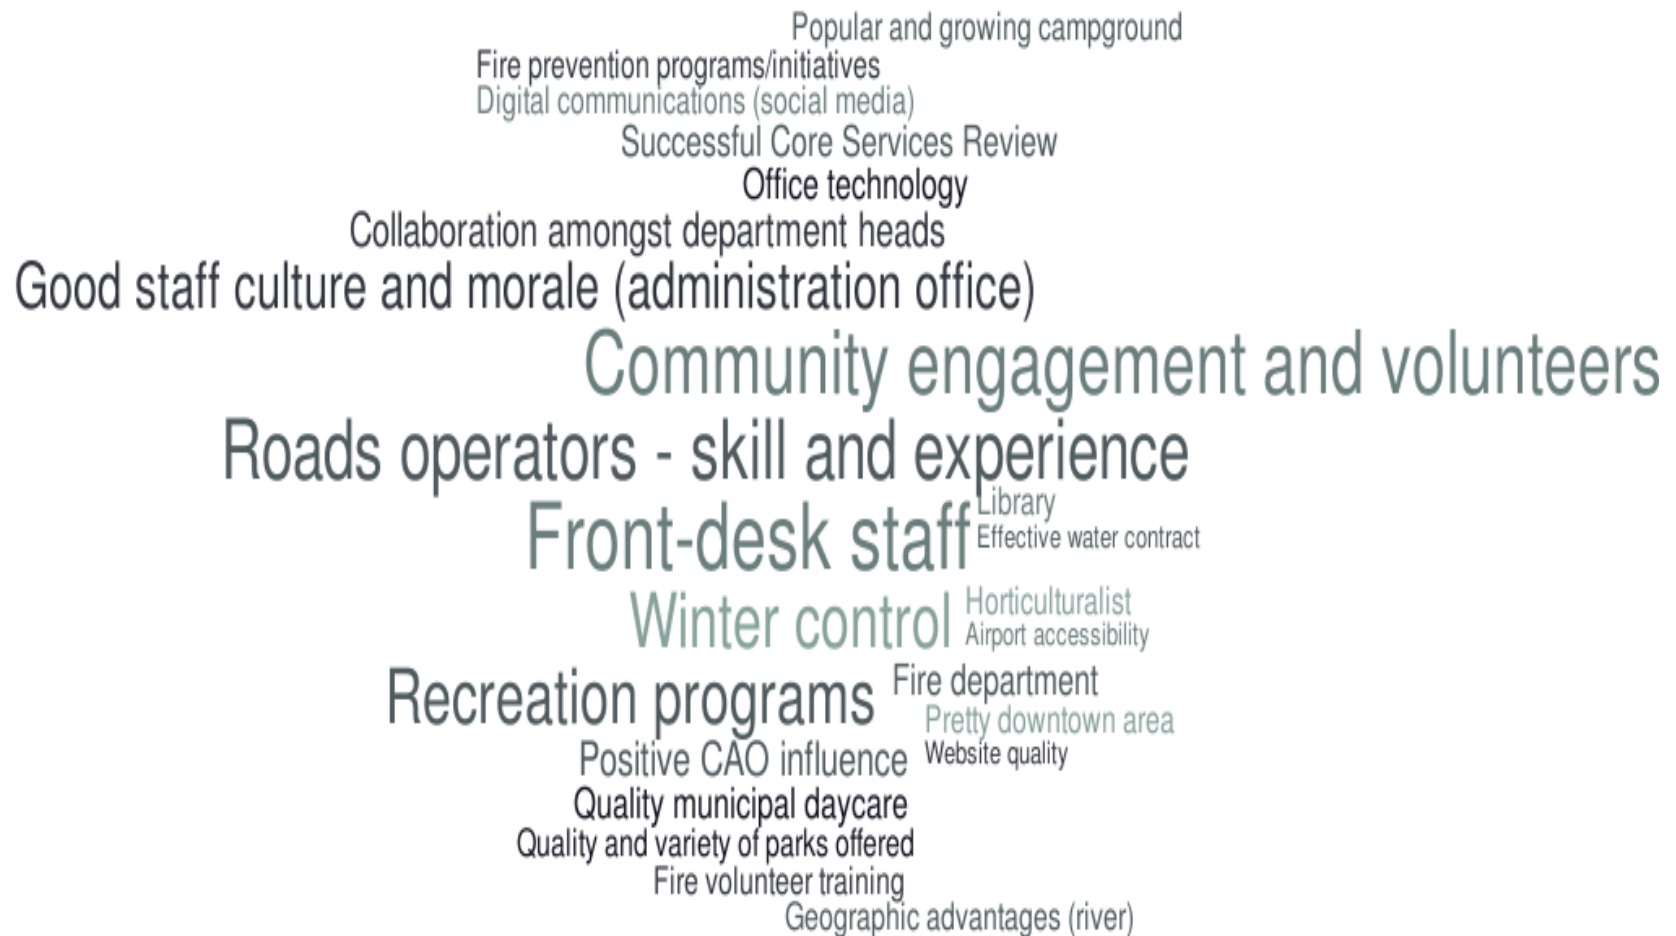 Popular and growing campground
Fire prevention programs/initiatives
Digital communications (social media)
Successful Core Services Review
Office technology
Collaboration amongst department heads
Good staff culture and morale (administration office)
Community engagement and volunteers
Roads operators - skill and experience
Library
Front-desk staff
Effective water contract
Winter control
Horticulturalist
Airport accessibility
Recreation programs
Fire department
Pretty downtown area
Positive CAO influence
Website quality
Quality municipal daycare
Quality and variety of parks offered
Fire volunteer training
Geographic advantages (river)